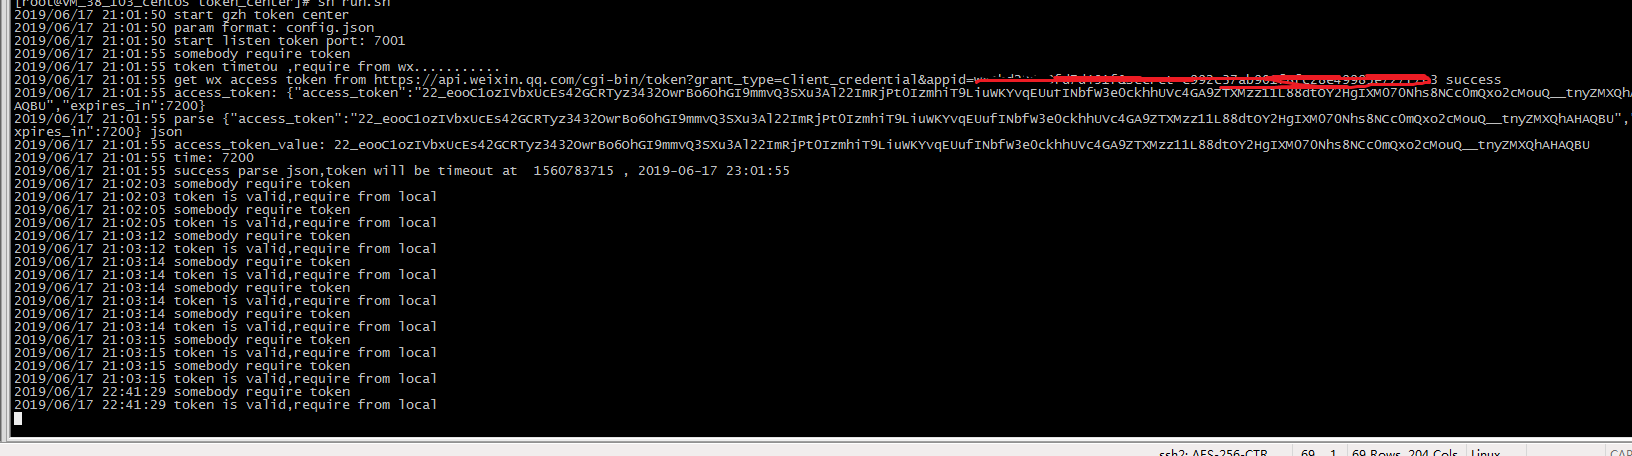 [root@VM_38_103_centos token_center]# sh run.sh
2019/06/17 21:01:50 start gzh token center
2019/06/17 21:01:50 param format: config.json
2019/06/17 21:01:50 start listen token port: 7001
2019/06/17 21:01:55 somebody require token
2019/06/17 21:01:55 token timetou ,require from wx...........
2019/06/17 21:01:55 get wx access token from https://api.weixin.qq.com/cgi-bin/token?grant_type=client_credential&appid= success
2019/06/17 21:01:55 access_token: {"access_token":"22_eooC1ozIVbxUcEs42GCRTyz3432OwrBo6OhGI9mmvQ3SXu3Al22ImRjPtOIzmhiT9LiuWKYvqEUufINbfW3eOckhhUVc4GA9ZTXMzz11L88dtOY2HgIXM07ONhs8NCcOmQxo2cMouQ__tnyZMXQhA
AQBU","expires_in":7200}
2019/06/17 21:01:55 parse {"access_token":"22_eooC1ozIVbxUcEs42GCRTyz3432OwrBo6OhGI9mmvQ3SXu3Al22ImRjPtOIzmhiT9LiuWKYvqEUufINbfW3eOckhhUVc4GA9ZTXMzz11L88dtOY2HgIXM07ONhs8NCcOmQxo2cMouQ__tnyZMXQhAHAQBU","
xpires_in":7200} json
2019/06/17 21:01:55 access_token_value: 22_eooC1ozIVbxUcEs42GCRTyz3432OwrBo6OhGI9mmvQ3SXu3Al22ImRjPtOIzmhiT9LiuWKYvqEUufINbfW3eOckhhUVc4GA9ZTXMzz11L88dtOY2HgIXM07ONhs8NCcOmQxo2cMouQ__tnyZMXQhAHAQBU
2019/06/17 21:01:55 time: 7200
2019/06/17 21:01:55 success parse json,token will be timeout at  1560783715 , 2019-06-17 23:01:55
2019/06/17 21:02:03 somebody require token
2019/06/17 21:02:03 token is valid,require from local
2019/06/17 21:02:05 somebody require token
2019/06/17 21:02:05 token is valid,require from local
2019/06/17 21:03:12 somebody require token
2019/06/17 21:03:12 token is valid,require from local
2019/06/17 21:03:14 somebody require token
2019/06/17 21:03:14 token is valid,require from local
2019/06/17 21:03:14 somebody require token
2019/06/17 21:03:14 token is valid,require from local
2019/06/17 21:03:14 somebody require token
2019/06/17 21:03:14 token is valid,require from local
2019/06/17 21:03:15 somebody require token
2019/06/17 21:03:15 token is valid,require from local
2019/06/17 21:03:15 somebody require token
2019/06/17 21:03:15 token is valid,require from local
2019/06/17 22:41:29 somebody require token
2019/06/17 22:41:29 token is valid,require from local
ssh2: AES-256-CTR 69, 1 69 Rows, 204 Cols Linux CAP